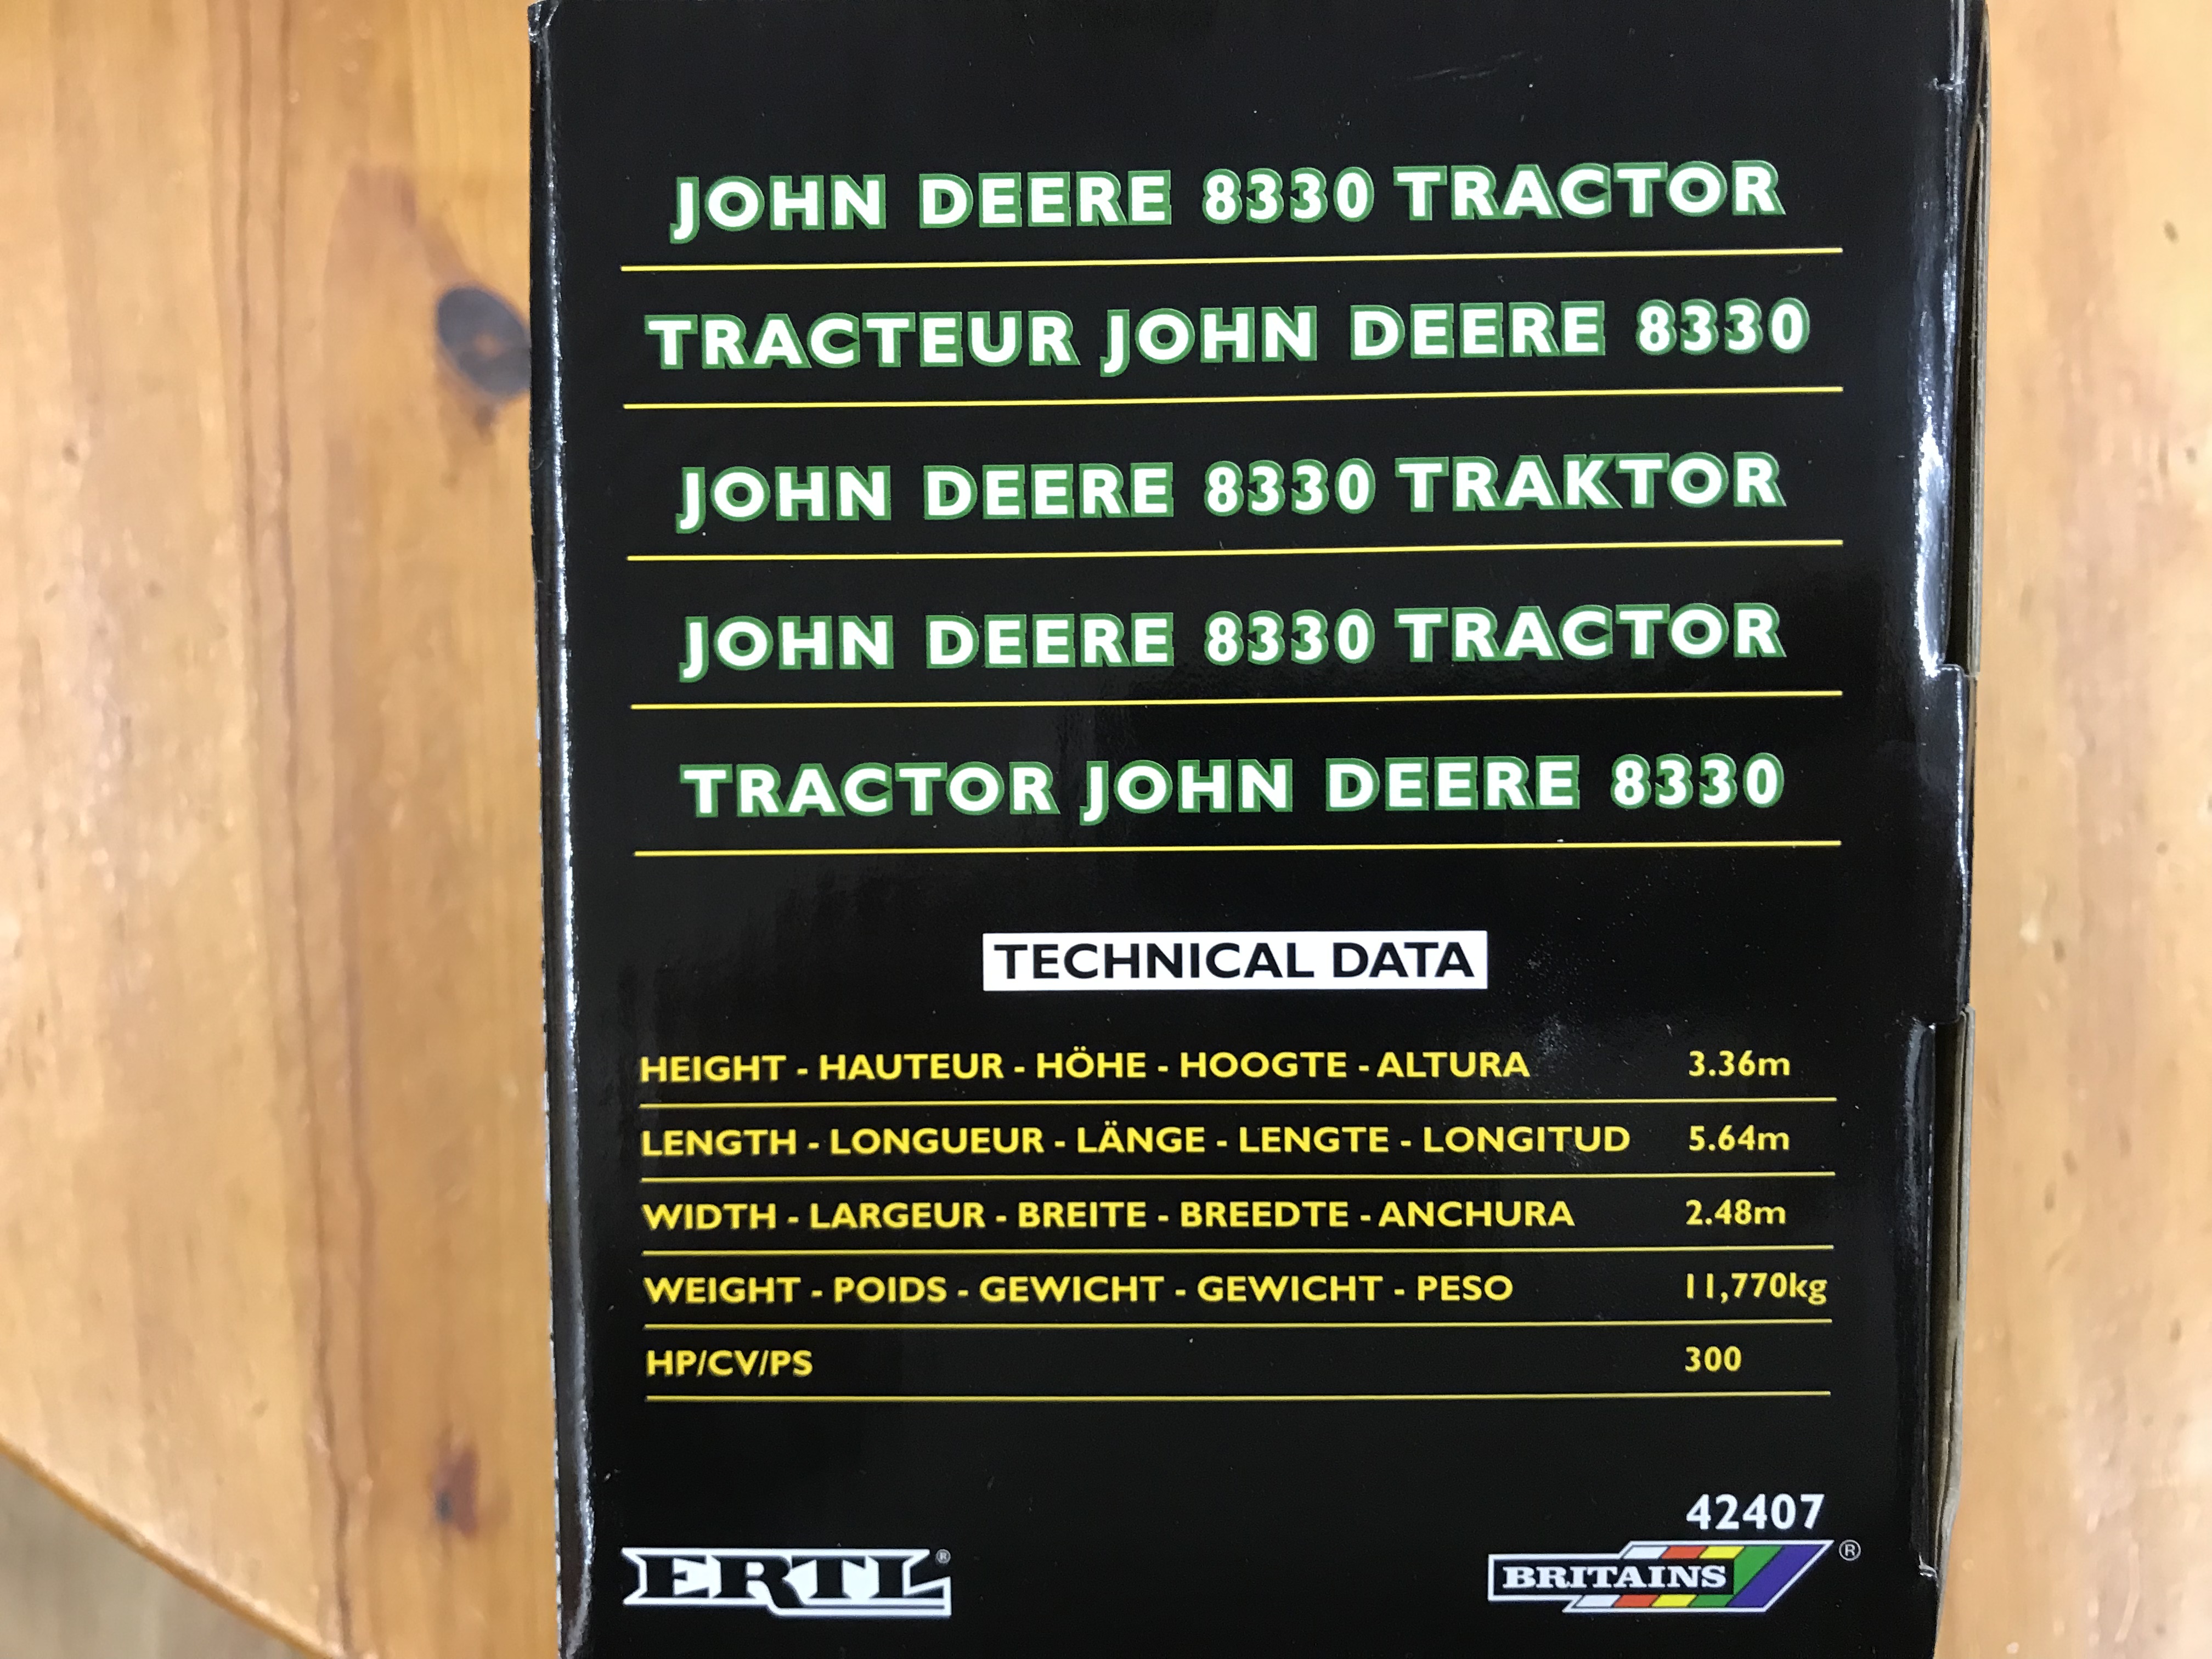 JOHN DEERE 8330 TRACTOR
TRACTEUR JOHN DEERE 8330
JOHN DEERE 8330 TRAKTOR
JOHN DEERE 8330 TRACTOR
TRACTOR JOHN DEERE 8330
TECHNICAL DATA
HEIGHT - HAUTEUR - HÖHE - HOOGTE - ALTURA 3.36m
LENGTH - LONGUEUR - LÄNGE - LENGTE - LONGITUD 5.64m
WIDTH - LARGEUR - BREITE - BREEDTE - ANCHURA 2.48m
WEIGHT - POIDS - GEWICHT - GEWICHT - PESO 11,770kg
HP/CV/PS 300
42407
ERTL® BRITAINS®